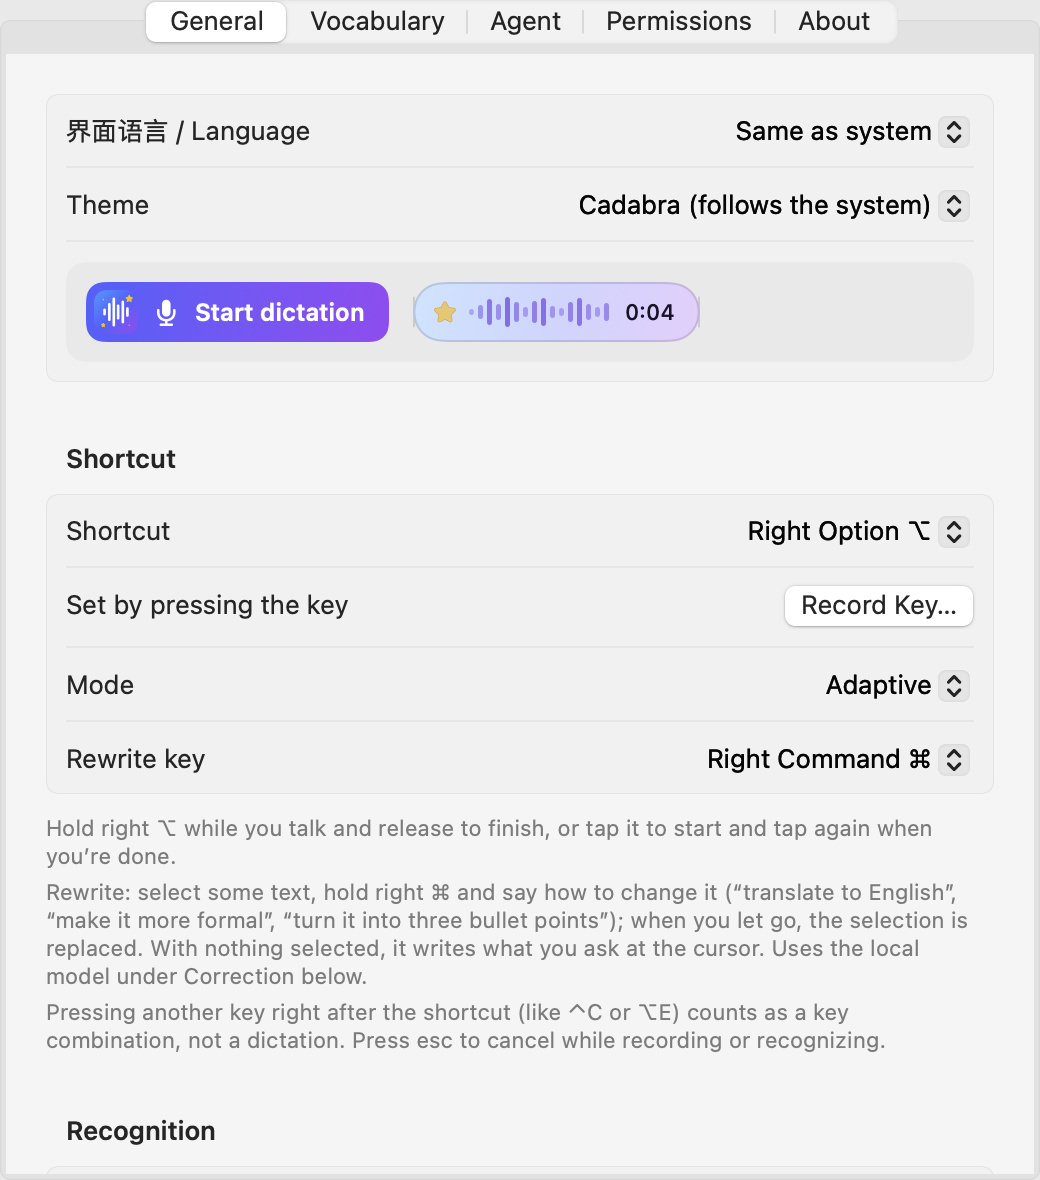 General
Vocabulary
Agent
Permissions
About
界面语言 / Language
Same as system
Theme
Cadabra (follows the system)
Start dictation
0:04
Shortcut
Shortcut
Right Option ⌥
Set by pressing the key
Record Key...
Mode
Adaptive
Rewrite key
Right Command ⌘
Hold right ⌥ while you talk and release to finish, or tap it to start and tap again when
you’re done.
Rewrite: select some text, hold right ⌘ and say how to change it (“translate to English”,
“make it more formal”, “turn it into three bullet points”); when you let go, the selection is
replaced. With nothing selected, it writes what you ask at the cursor. Uses the local
model under Correction below.
Pressing another key right after the shortcut (like ⌃C or ⌥E) counts as a key
combination, not a dictation. Press esc to cancel while recording or recognizing.
Recognition